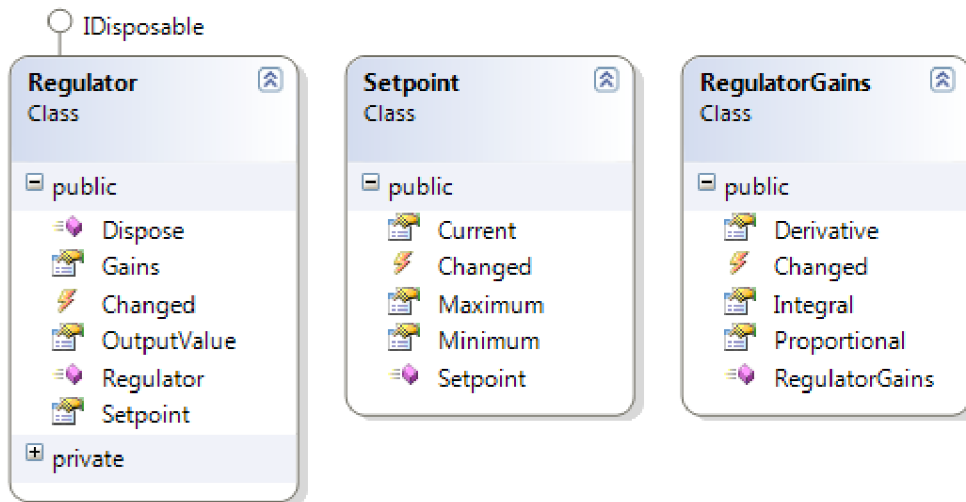 IDisposable
Regulator
Class
public
Dispose
Gains
Changed
OutputValue
Regulator
Setpoint
private
Setpoint
Class
public
Current
Changed
Maximum
Minimum
Setpoint
RegulatorGains
Class
public
Derivative
Changed
Integral
Proportional
RegulatorGains